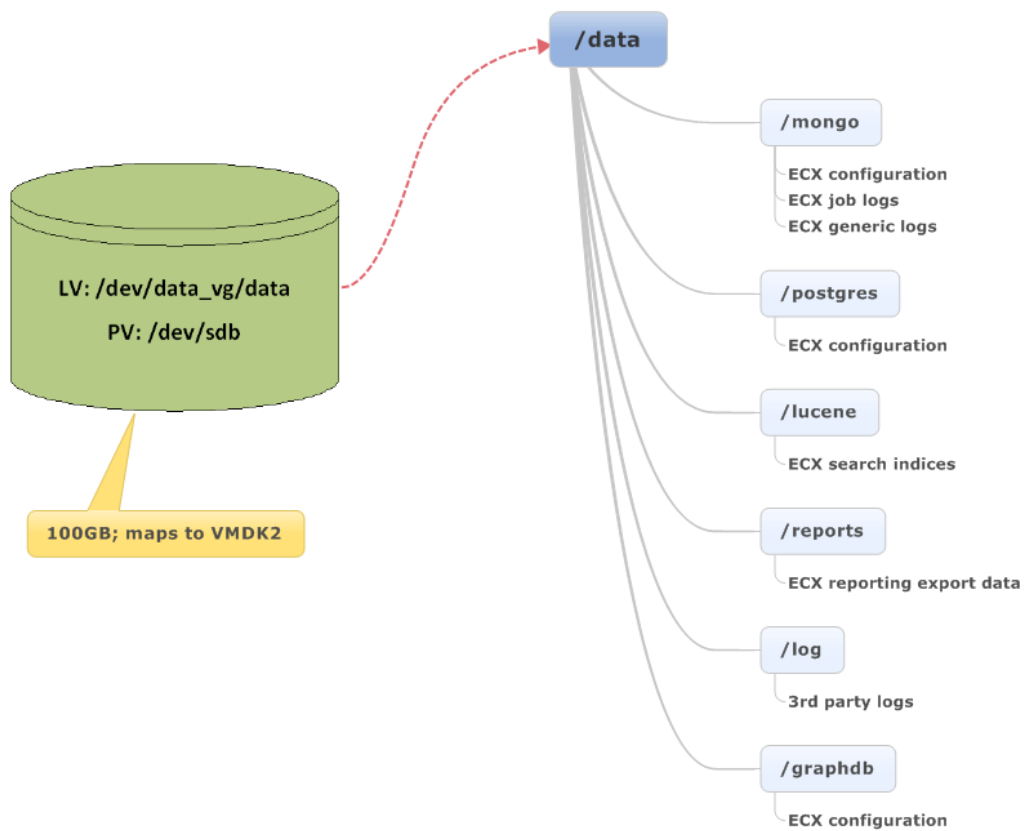 /data
/mongo
ECX configuration
ECX job logs
ECX generic logs
LV: /dev/data_vg/data
PV: /dev/sdb
/postgres
ECX configuration
/lucene
ECX search indices
100GB; maps to VMDK2
/reports
ECX reporting export data
/log
3rd party logs
/graphdb
ECX configuration